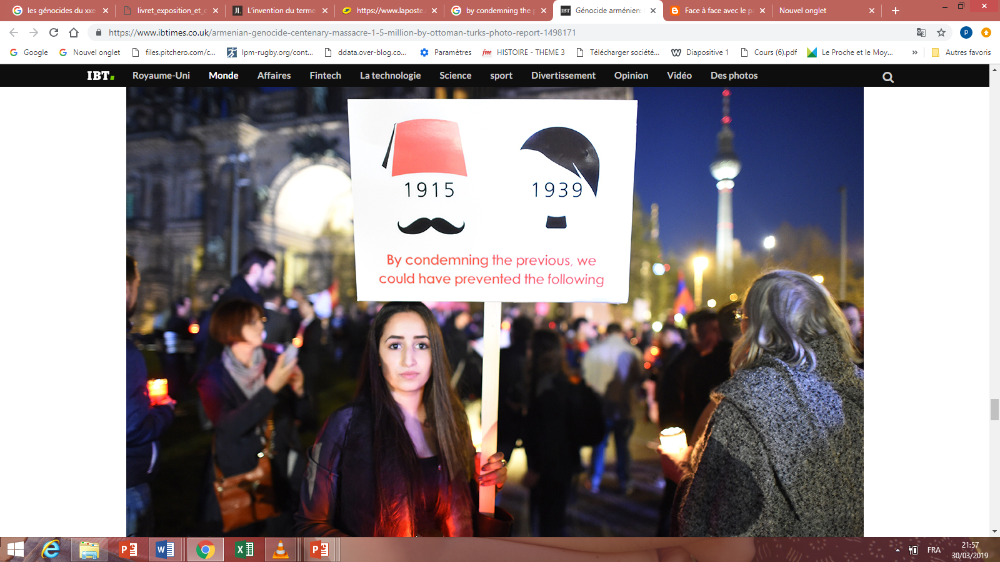 les génocides du xxe
livret_exposition_et_c
L'invention du terme
https://www.laposte.
by condemning the p
Génocide arménien:
Face à face avec le p
Nouvel onglet
https://www.ibtimes.co.uk/armenian-genocide-centenary-massacre-1-5-million-by-ottoman-turks-photo-report-1498171
Google
Nouvel onglet
files.pitchero.com/c...
lpm-rugby.org/cont...
ddata.over-blog.co...
Paramètres
free HISTOIRE - THEME 3
Télécharger société...
Diapositive 1
Cours (6).pdf
Le Proche et le Moy...
»
Autres favoris
IBT.
Royaume-Uni
Monde
Affaires
Fintech
La technologie
Science
sport
Divertissement
Opinion
Vidéo
Des photos
1915
1939
By condemning the previous, we
could have prevented the following
FRA
21:57
30/03/2019